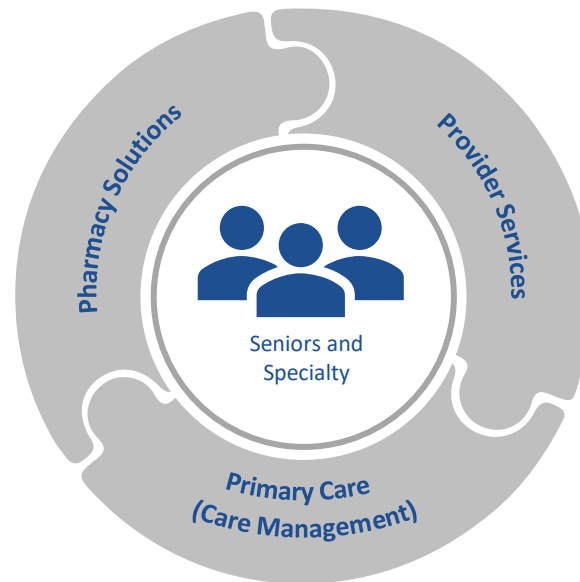 Pharmacy Solutions
Provider Services
Seniors and
Specialty
Primary Care
(Care Management)